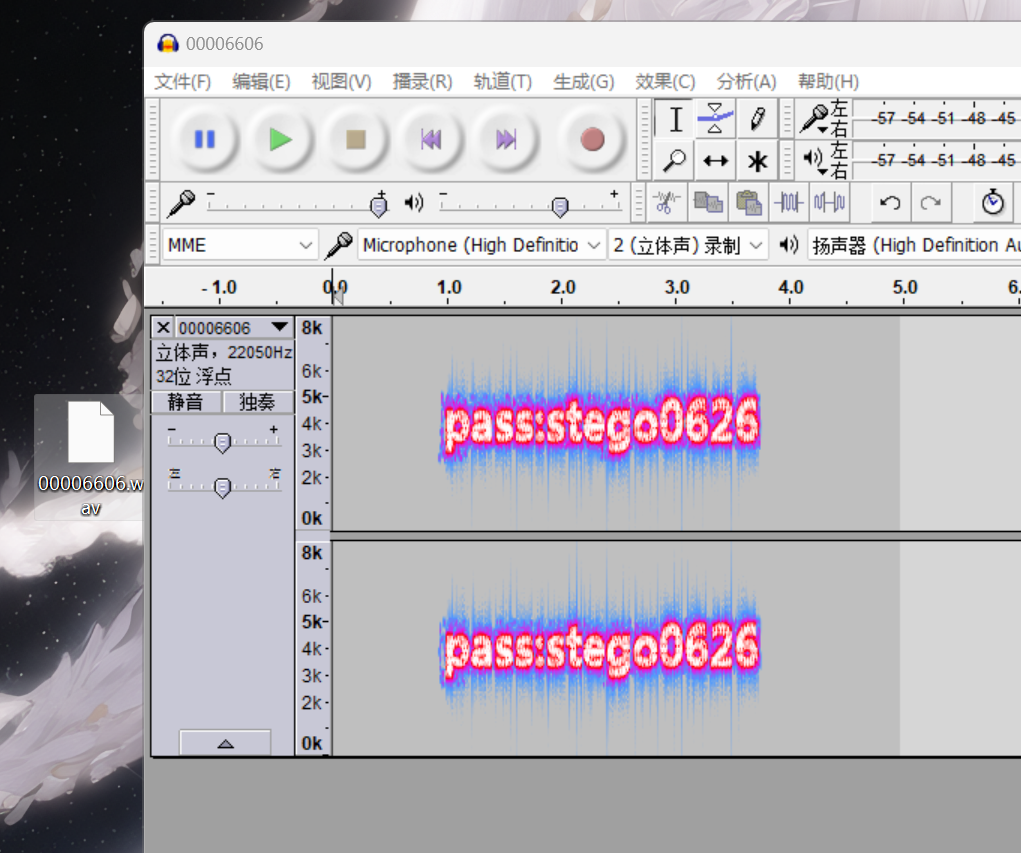 00006606
文件(F) 编辑(E) 视图(V) 播录(R) 轨道(T) 生成(G) 效果(C) 分析(A) 帮助(H)
左 -57 -54 -51 -48 -45
右
左 -57 -54 -51 -48 -45
右
- + - +
MME Microphone (High Definitio 2 (立体声) 录制 扬声器 (High Definition Au
-1.0 0.0 1.0 2.0 3.0 4.0 5.0 6.
00006606
立体声，22050Hz
32位 浮点
静音 独奏
- +
左 右
8k
6k
5k
4k
3k
2k
0k
pass:stego0626
8k
6k
5k
4k
3k
2k
0k
pass:stego0626
00006606.w
av